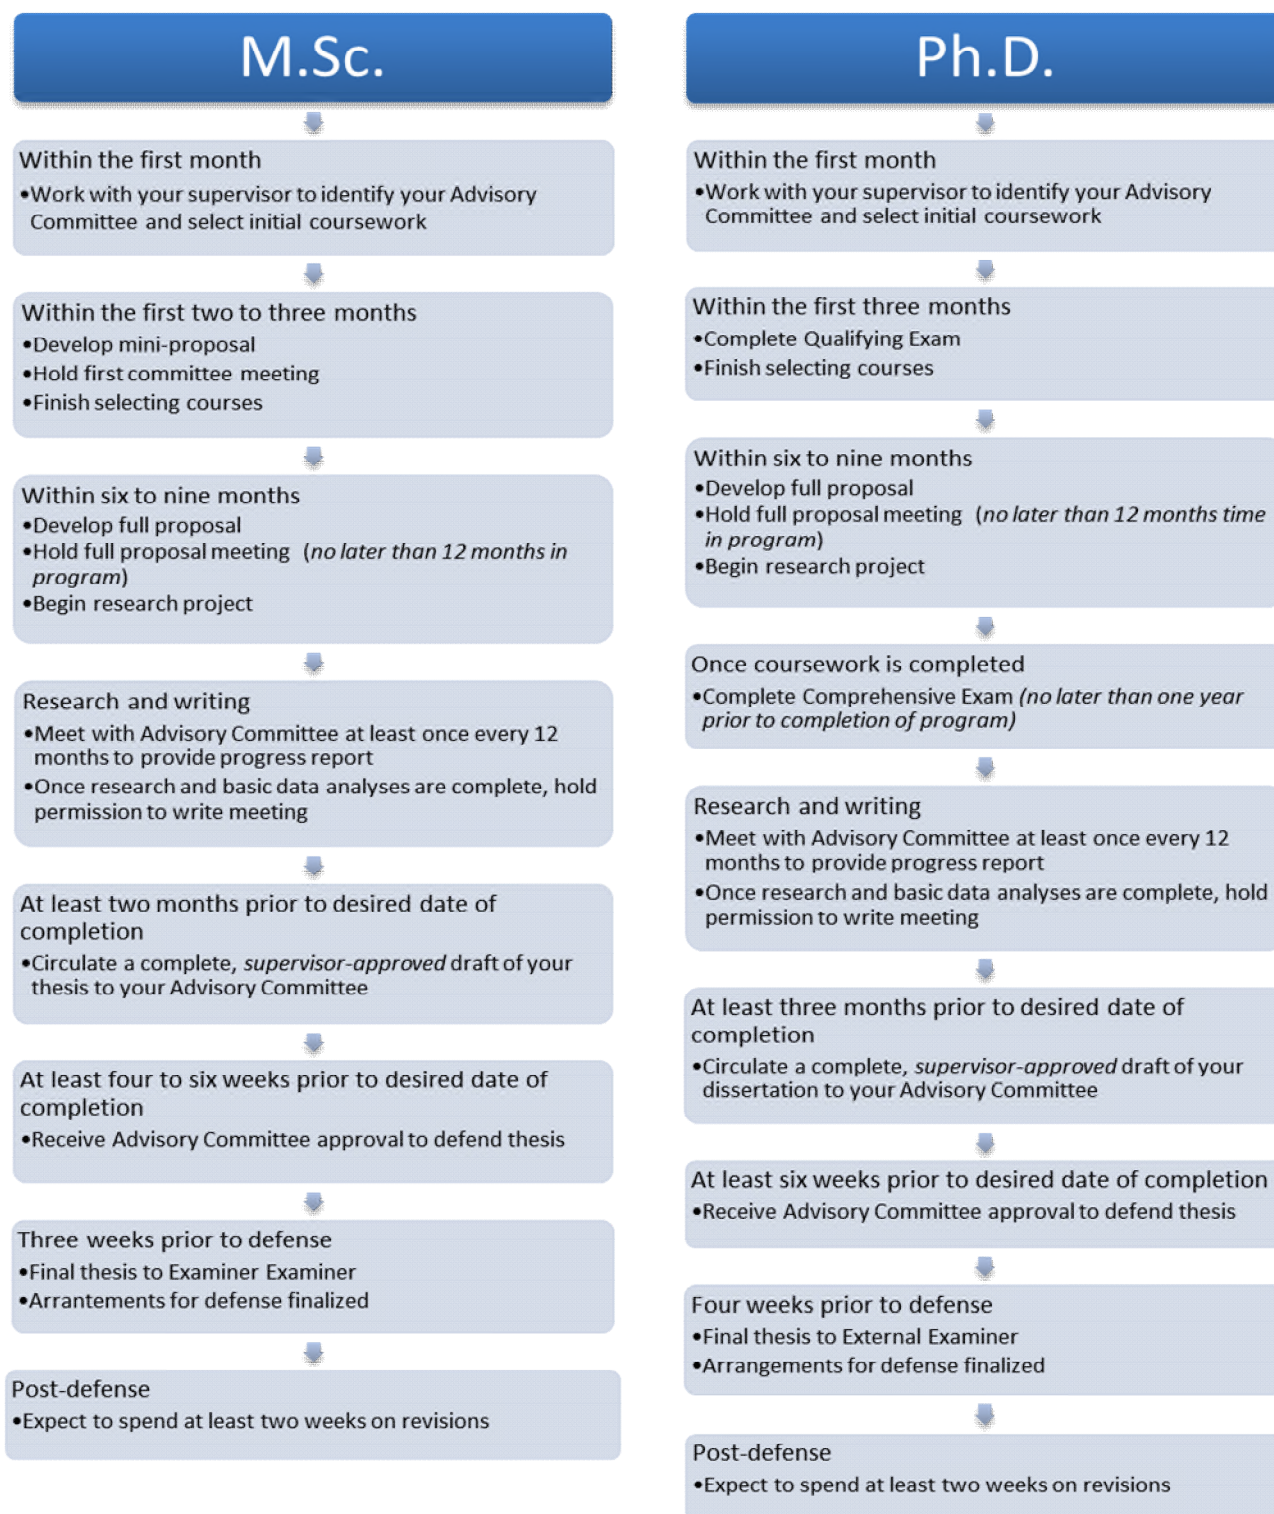 M.Sc.
Within the first month
•Work with your supervisor to identify your Advisory
Committee and select initial coursework
Within the first two to three months
•Develop mini-proposal
•Hold first committee meeting
•Finish selecting courses
Within six to nine months
•Develop full proposal
•Hold full proposal meeting (no later than 12 months in
program)
•Begin research project
Research and writing
•Meet with Advisory Committee at least once every 12
months to provide progress report
•Once research and basic data analyses are complete, hold
permission to write meeting
At least two months prior to desired date of
completion
•Circulate a complete, supervisor-approved draft of your
thesis to your Advisory Committee
At least four to six weeks prior to desired date of
completion
•Receive Advisory Committee approval to defend thesis
Three weeks prior to defense
•Final thesis to Examiner Examiner
•Arrantements for defense finalized
Post-defense
•Expect to spend at least two weeks on revisions
Ph.D.
Within the first month
•Work with your supervisor to identify your Advisory
Committee and select initial coursework
Within the first three months
•Complete Qualifying Exam
•Finish selecting courses
Within six to nine months
•Develop full proposal
•Hold full proposal meeting (no later than 12 months time
in program)
•Begin research project
Once coursework is completed
•Complete Comprehensive Exam (no later than one year
prior to completion of program)
Research and writing
•Meet with Advisory Committee at least once every 12
months to provide progress report
•Once research and basic data analyses are complete, hold
permission to write meeting
At least three months prior to desired date of
completion
•Circulate a complete, supervisor-approved draft of your
dissertation to your Advisory Committee
At least six weeks prior to desired date of completion
•Receive Advisory Committee approval to defend thesis
Four weeks prior to defense
•Final thesis to External Examiner
•Arrangements for defense finalized
Post-defense
•Expect to spend at least two weeks on revisions